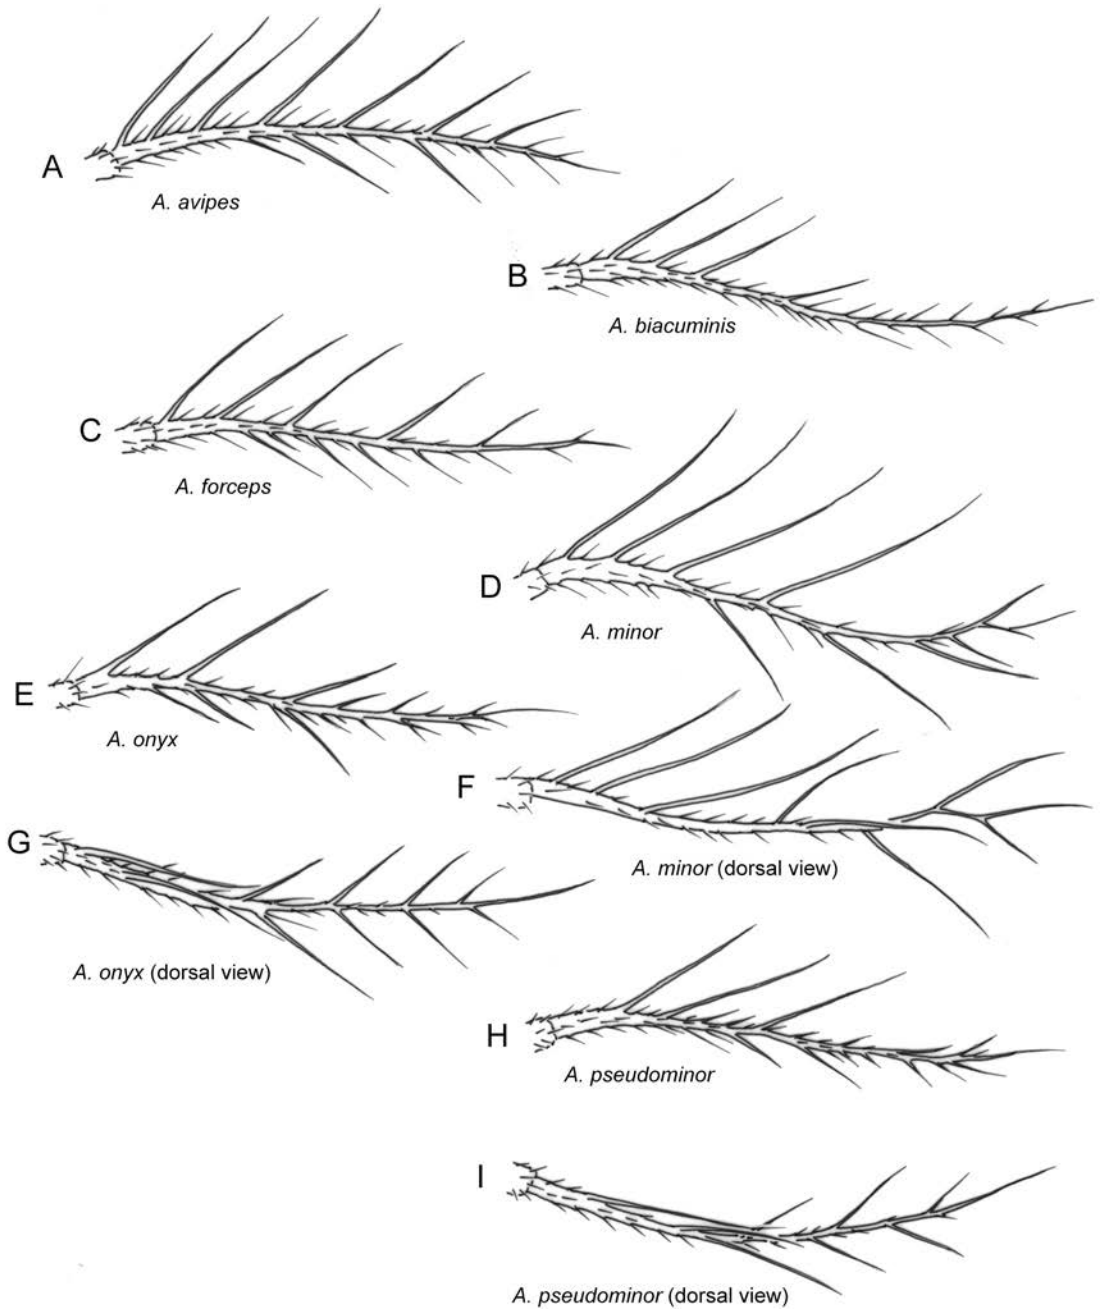 A
A. avipes
B
A. biacuminis
C
A. forceps
D
A. minor
E
A. onyx
F
A. minor (dorsal view)
G
A. onyx (dorsal view)
H
A. pseudominor
I
A. pseudominor (dorsal view)